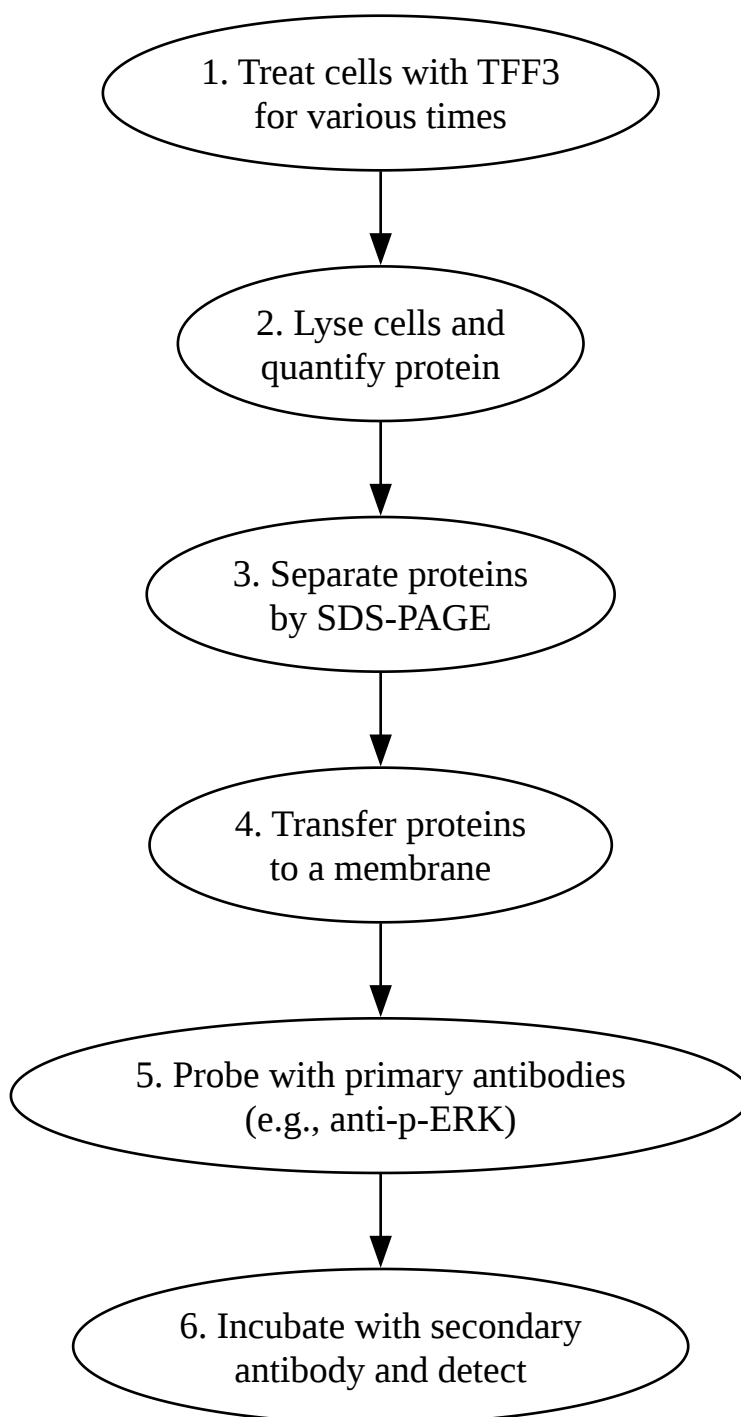 1. Treat cells with TFF3
for various times
2. Lyse cells and
quantify protein
3. Separate proteins
by SDS-PAGE
4. Transfer proteins
to a membrane
5. Probe with primary antibodies
(e.g., anti-p-ERK)
6. Incubate with secondary
antibody and detect